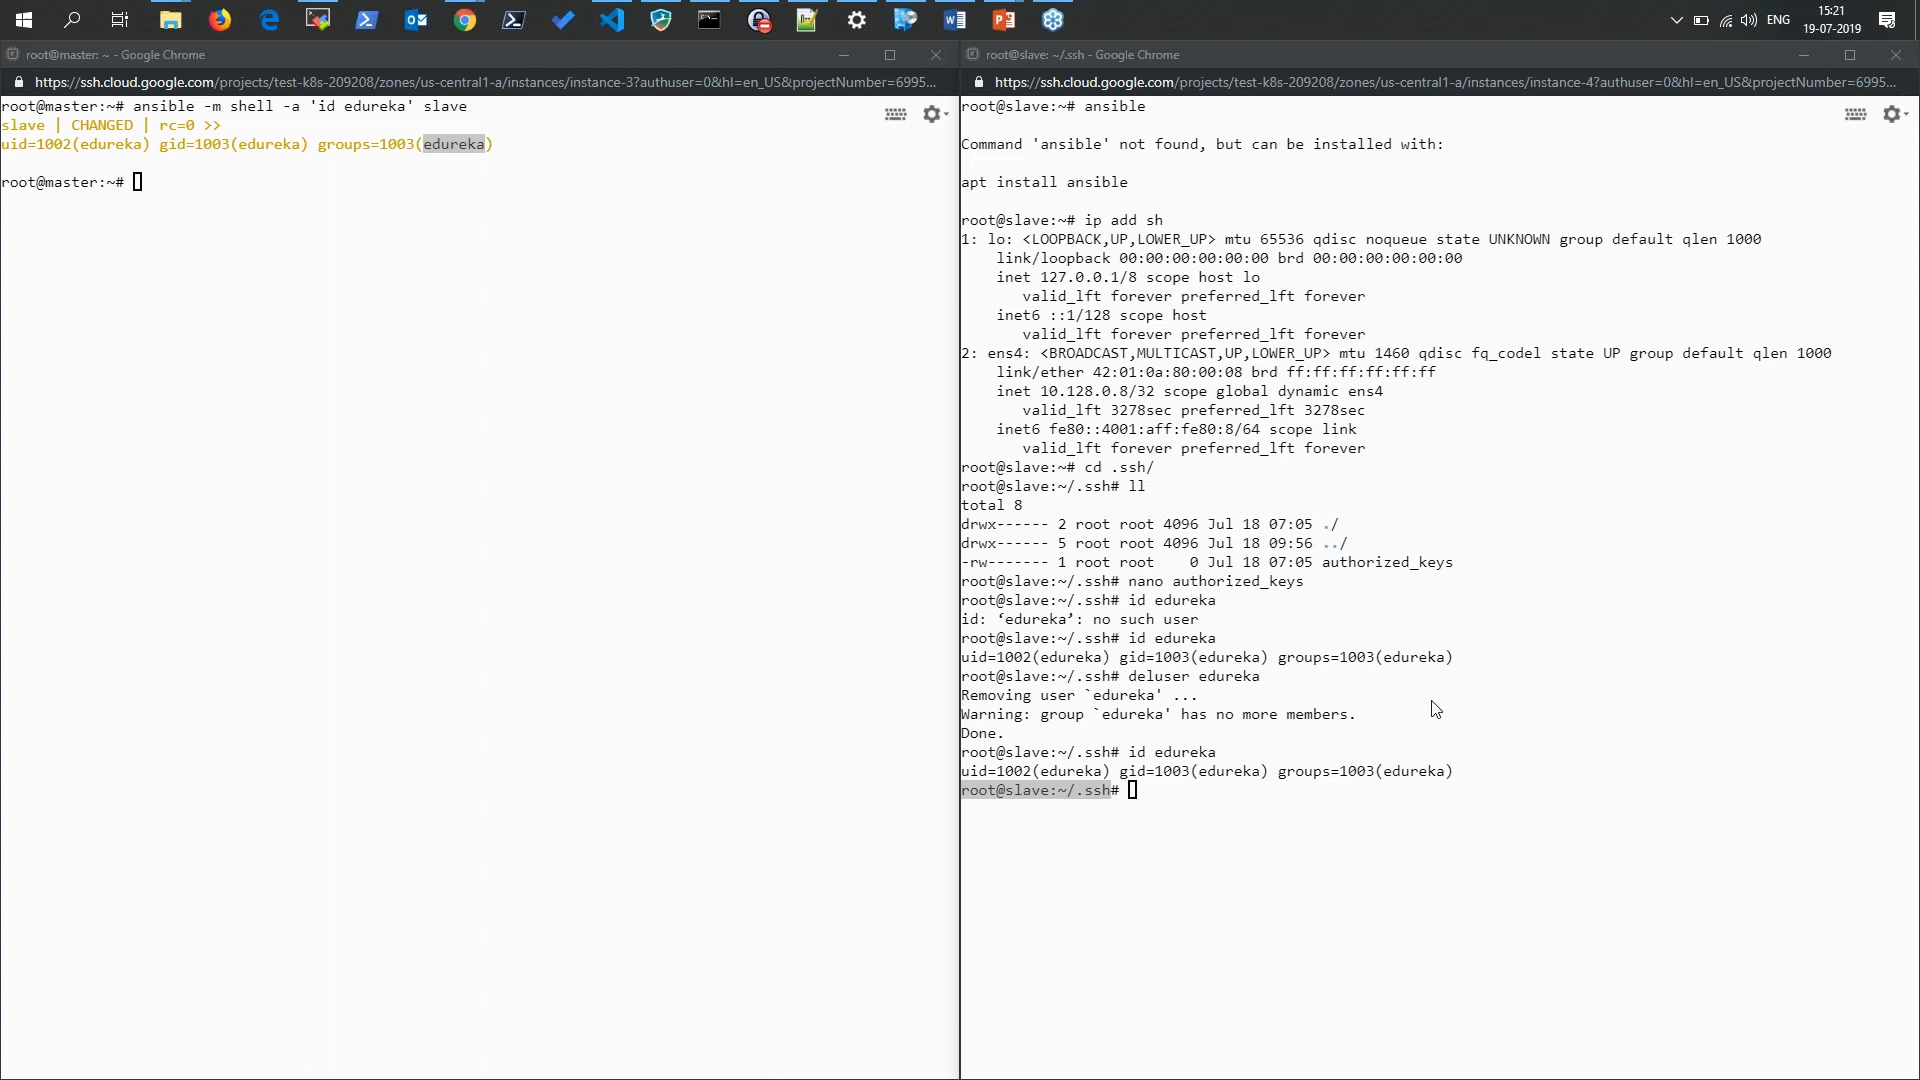 ENG
15:21
19-07-2019
root@master: ~ - Google Chrome
https://ssh.cloud.google.com/projects/test-k8s-209208/zones/us-central1-a/instances/instance-3?authuser=0&hl=en_US&projectNumber=6995...
root@master:~# ansible -m shell -a 'id edureka' slave
slave | CHANGED | rc=0 >>
uid=1002(edureka) gid=1003(edureka) groups=1003(edureka)
root@master:~#
root@slave: ~/.ssh - Google Chrome
https://ssh.cloud.google.com/projects/test-k8s-209208/zones/us-central1-a/instances/instance-4?authuser=0&hl=en_US&projectNumber=6995...
root@slave:~# ansible
Command 'ansible' not found, but can be installed with:
apt install ansible
root@slave:~# ip add sh
1: lo: <LOOPBACK,UP,LOWER_UP> mtu 65536 qdisc noqueue state UNKNOWN group default qlen 1000
    link/loopback 00:00:00:00:00:00 brd 00:00:00:00:00:00
    inet 127.0.0.1/8 scope host lo
       valid_lft forever preferred_lft forever
    inet6 ::1/128 scope host
       valid_lft forever preferred_lft forever
2: ens4: <BROADCAST,MULTICAST,UP,LOWER_UP> mtu 1460 qdisc fq_codel state UP group default qlen 1000
    link/ether 42:01:0a:80:00:08 brd ff:ff:ff:ff:ff:ff
    inet 10.128.0.8/32 scope global dynamic ens4
       valid_lft 3278sec preferred_lft 3278sec
    inet6 fe80::4001:aff:fe80:8/64 scope link
       valid_lft forever preferred_lft forever
root@slave:~# cd .ssh/
root@slave:~/.ssh# ll
total 8
drwx------ 2 root root 4096 Jul 18 07:05 ./
drwx------ 5 root root 4096 Jul 18 09:56 ../
-rw------- 1 root root    0 Jul 18 07:05 authorized_keys
root@slave:~/.ssh# nano authorized_keys
root@slave:~/.ssh# id edureka
id: ‘edureka’: no such user
root@slave:~/.ssh# id edureka
uid=1002(edureka) gid=1003(edureka) groups=1003(edureka)
root@slave:~/.ssh# deluser edureka
Removing user `edureka' ...
Warning: group `edureka' has no more members.
Done.
root@slave:~/.ssh# id edureka
uid=1002(edureka) gid=1003(edureka) groups=1003(edureka)
root@slave:~/.ssh#